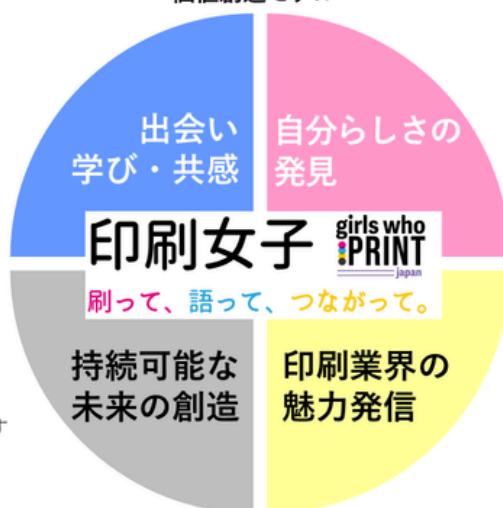 出会い
学び・共感
自分らしさの
発見
印刷女子
girls who
PRINT
japan
刷って、語って、つながって。
持続可能な
未来の創造
印刷業界の
魅力発信
す